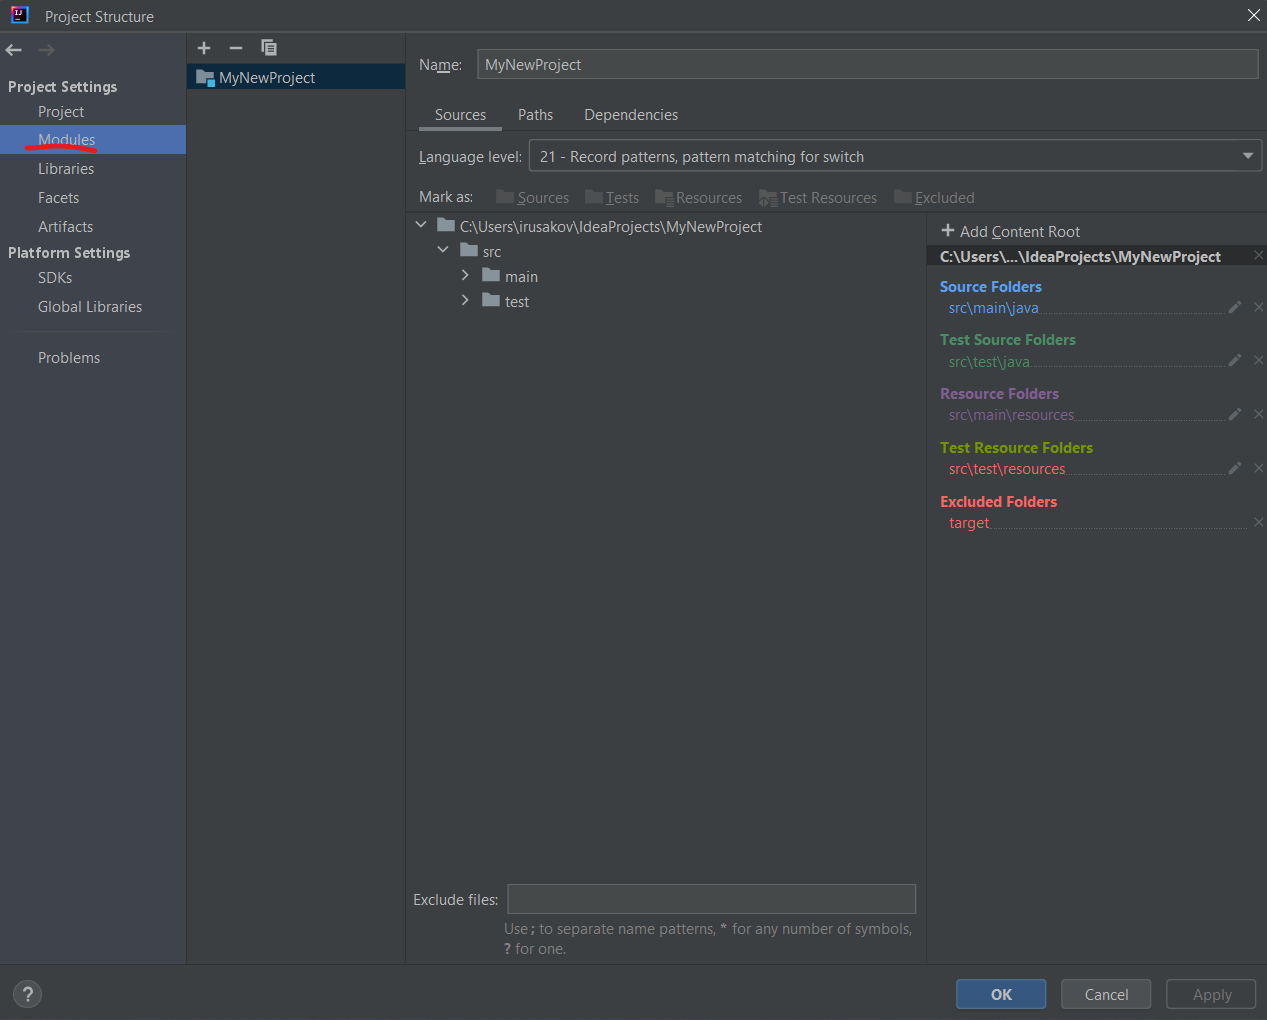 Project Structure
Project Settings
Project
Modules
Libraries
Facets
Artifacts
Platform Settings
SDKs
Global Libraries
Problems
MyNewProject
Name: MyNewProject
Sources Paths Dependencies
Language level: 21 - Record patterns, pattern matching for switch
Mark as: Sources Tests Resources Test Resources Excluded
C:\Users\irusakov\IdeaProjects\MyNewProject
src
main
test
Exclude files:
Use ; to separate name patterns, * for any number of symbols,
? for one.
+ Add Content Root
C:\Users\...\IdeaProjects\MyNewProject
Source Folders
src\main\java
Test Source Folders
src\test\java
Resource Folders
src\main\resources
Test Resource Folders
src\test\resources
Excluded Folders
target
? OK Cancel Apply